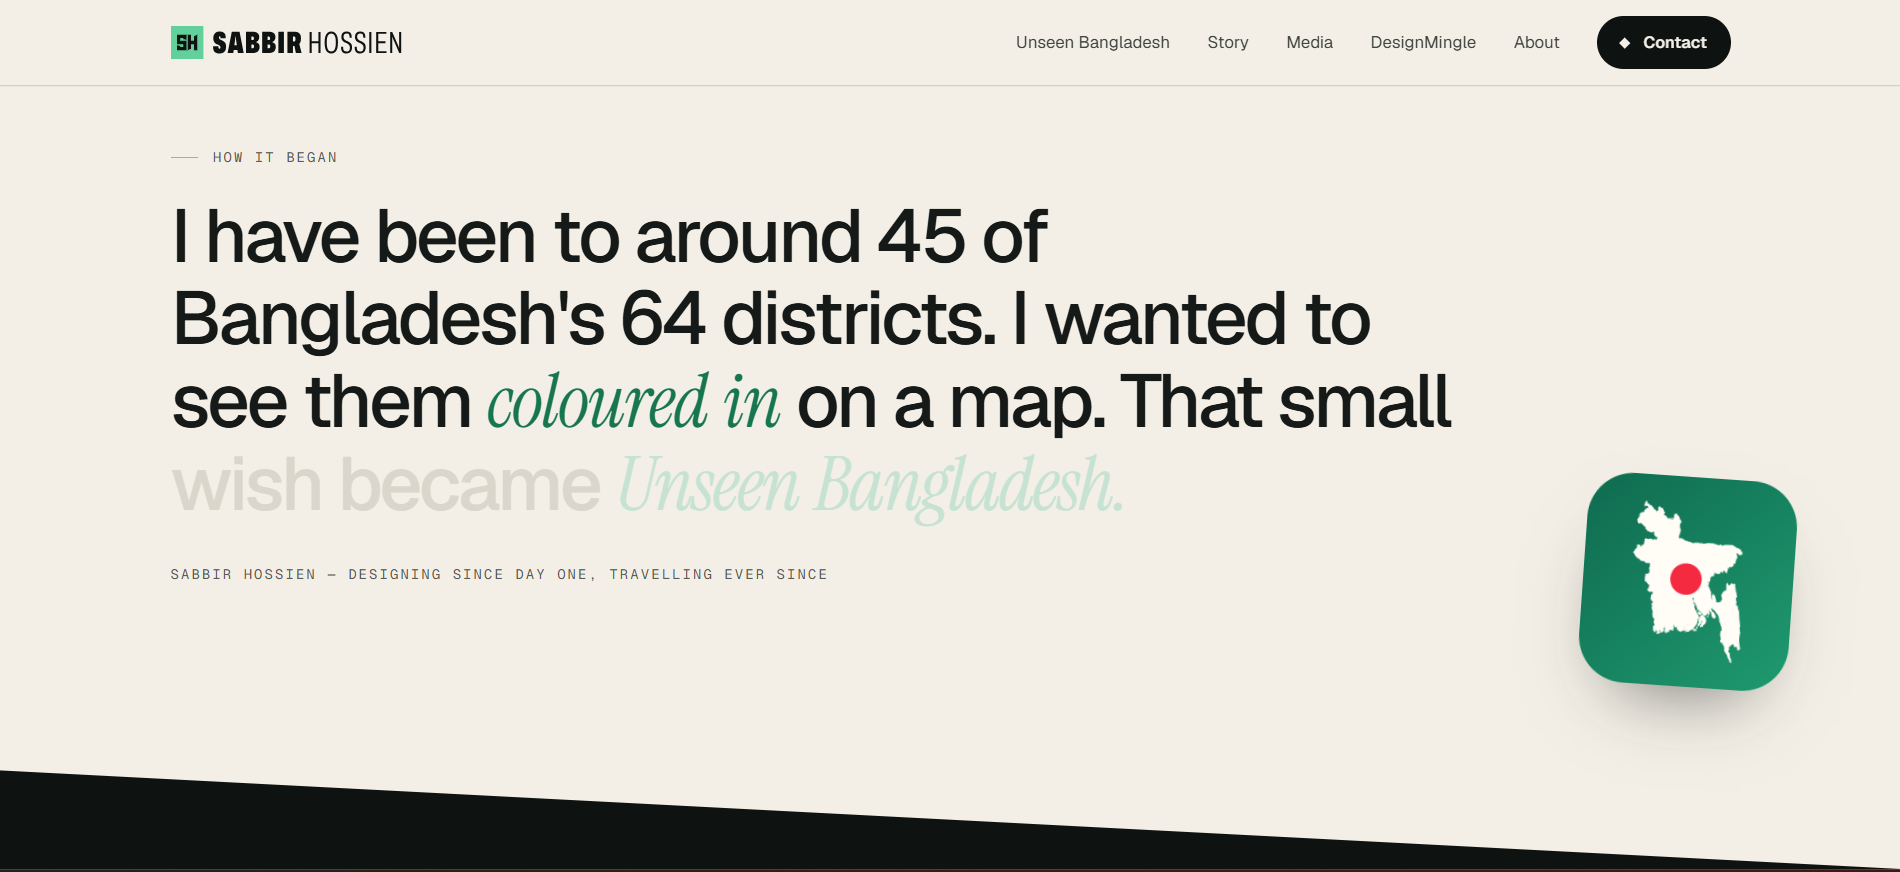 SH SABBIR HOSSIEN
Unseen Bangladesh Story Media DesignMingle About Contact
HOW IT BEGAN
I have been to around 45 of
Bangladesh's 64 districts. I wanted to
see them coloured in on a map. That small
wish became Unseen Bangladesh.
SABBIR HOSSIEN — DESIGNING SINCE DAY ONE, TRAVELLING EVER SINCE